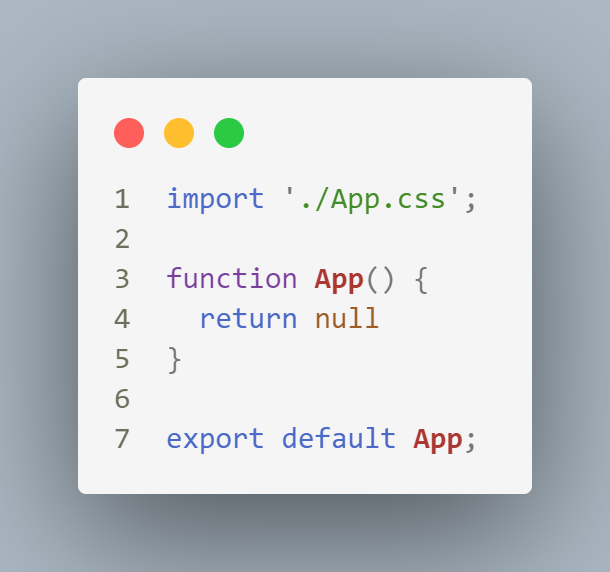 1 import './App.css';
2
3 function App() {
4   return null
5 }
6
7 export default App;